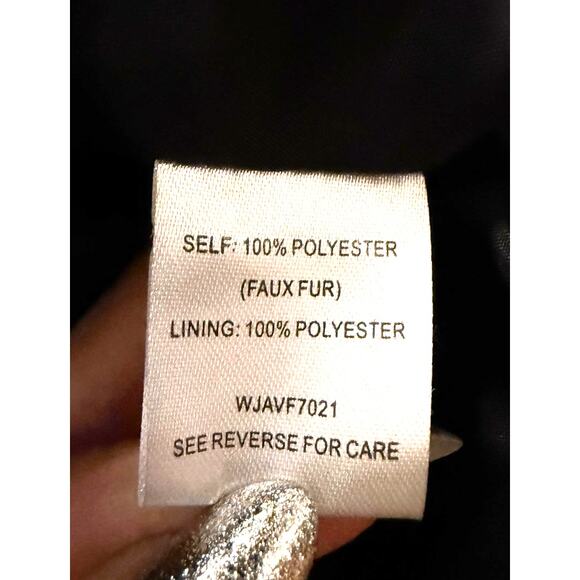 SELF: 100% POLYESTER
(FAUX FUR)
LINING: 100% POLYESTER
WJAVF7021
SEE REVERSE FOR CARE